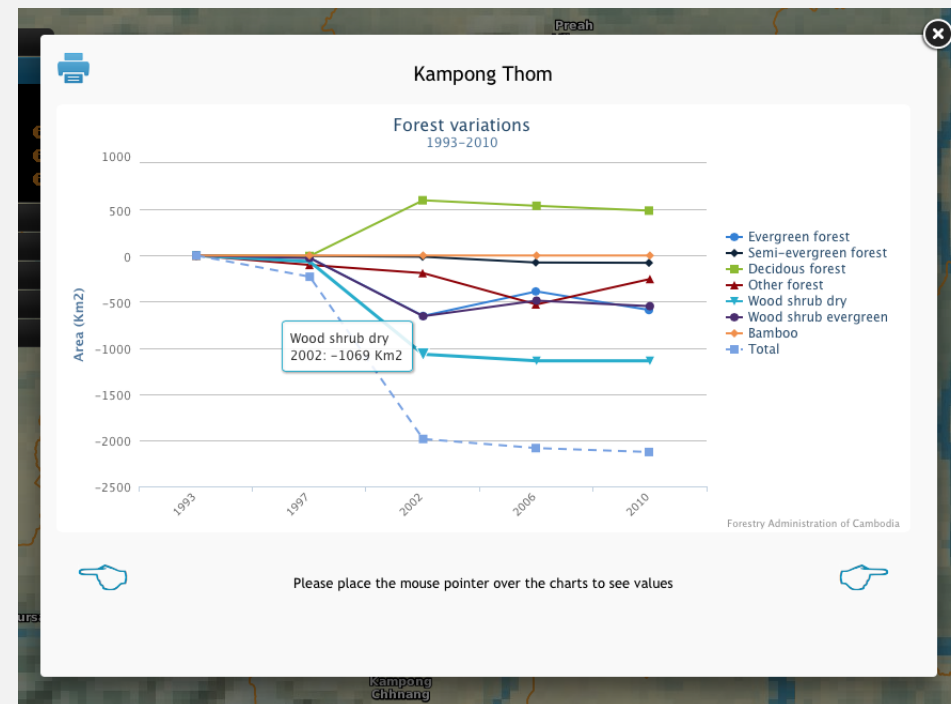 Preah
Kampong Thom
Forest variations
1993-2010
1000
500
0
-500
-1000
-1500
-2000
-2500
Area (Km2)
1993
1997
2002
2006
2010
Wood shrub dry
2002: -1069 Km2
Evergreen forest
Semi-evergreen forest
Decidous forest
Other forest
Wood shrub dry
Wood shrub evergreen
Bamboo
Total
Forestry Administration of Cambodia
Please place the mouse pointer over the charts to see values
Kampong
Chhnang